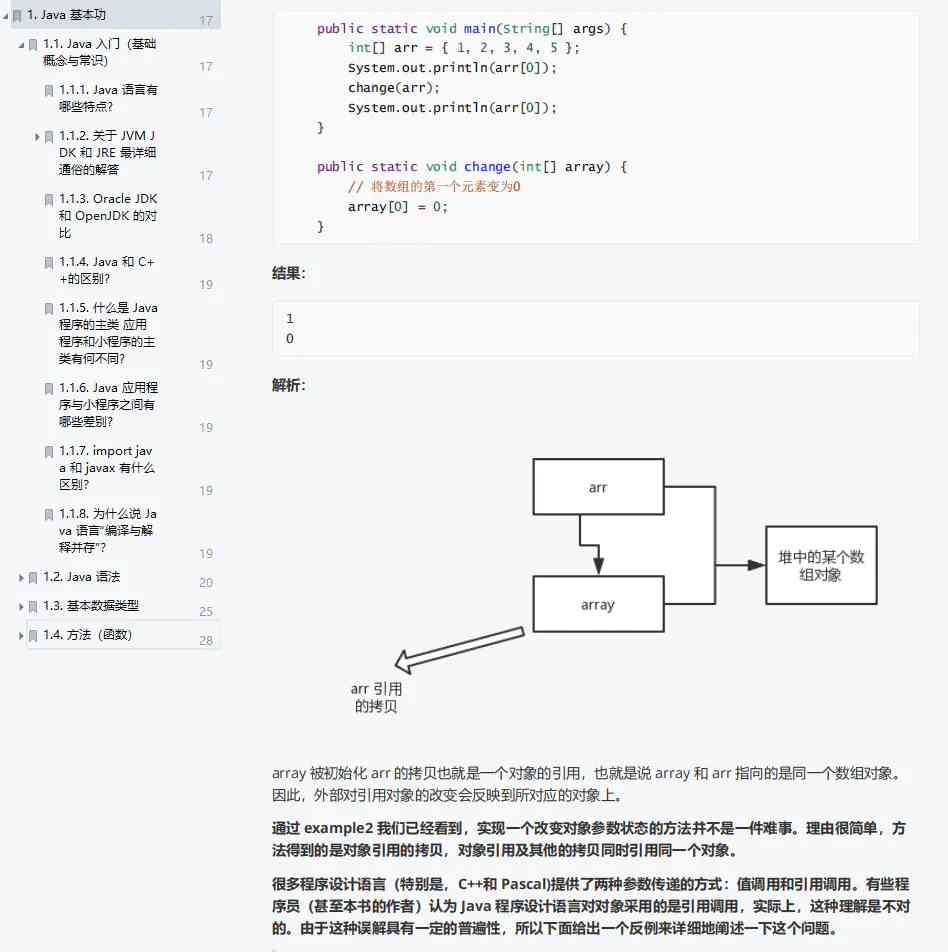 1. Java 基本功
17
1.1. Java 入门（基础
概念与常识)
17
1.1.1. Java 语言有
哪些特点?
17
1.1.2. 关于 JVM J
DK 和 JRE 最详细
通俗的解答
17
1.1.3. Oracle JDK
和 OpenJDK 的对
比
18
1.1.4. Java 和 C+
+的区别?
19
1.1.5. 什么是 Java
程序的主类 应用
程序和小程序的主
类有何不同?
19
1.1.6. Java 应用程
序与小程序之间有
哪些差别?
19
1.1.7. import jav
a 和 javax 有什么
区别?
19
1.1.8. 为什么说 Ja
va 语言“编译与解
释并存”?
19
1.2. Java 语法
20
1.3. 基本数据类型
25
1.4. 方法（函数)
28
public static void main(String[] args) {
int[] arr = { 1, 2, 3, 4, 5 };
System.out.println(arr[0]);
change(arr);
System.out.println(arr[0]);
}
public static void change(int[] array) {
// 将数组的第一个元素变为0
array[0] = 0;
}
结果：
1
0
解析：
arr
堆中的某个数
组对象
array
arr 引用
的拷贝
array 被初始化 arr 的拷贝也就是一个对象的引用，也就是说 array 和 arr 指向的是同一个数组对象。
因此，外部对引用对象的改变会反映到所对应的对象上。
通过 example2 我们已经看到，实现一个改变对象参数状态的方法并不是一件难事。理由很简单，方
法得到的是对象引用的拷贝，对象引用及其他的拷贝同时引用同一个对象。
很多程序设计语言（特别是，C++和 Pascal)提供了两种参数传递的方式：值调用和引用调用。有些程
序员（甚至本书的作者）认为 Java 程序设计语言对对象采用的是引用调用，实际上，这种理解是不对
的。由于这种误解具有一定的普遍性，所以下面给出一个反例来详细地阐述一下这个问题。